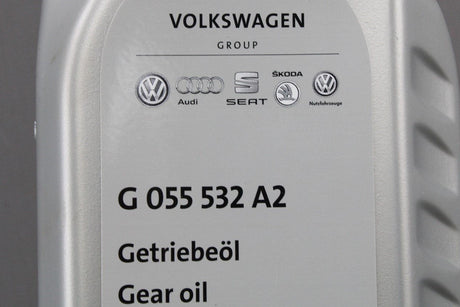 VOLKSWAGEN
GROUP
Audi SEAT ŠKODA Nutzfahrzeuge
G 055 532 A2
Getriebeöl
Gear oil